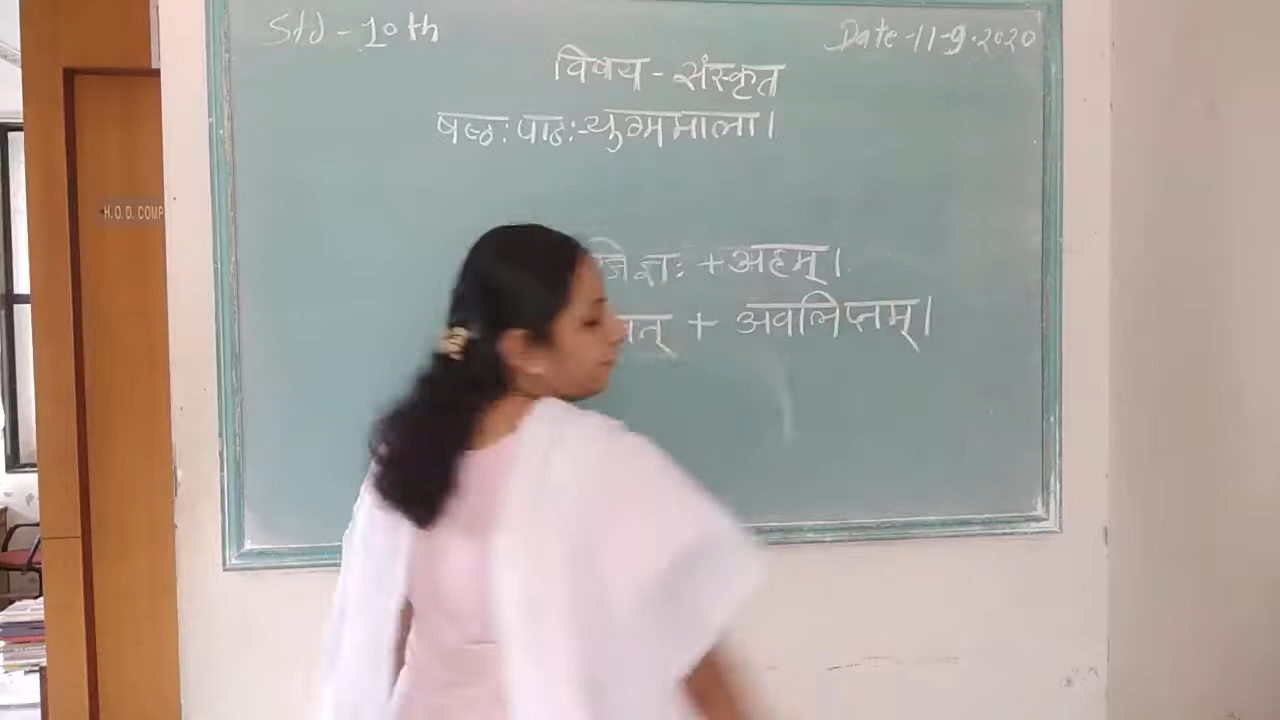 Std - 10th
Date - 11-9-2020
विषय - संस्कृत
षष्ठः पाठः - युग्ममाला।
H.O.D. COMP
+ अहम्।
+ अवलिप्तम्।